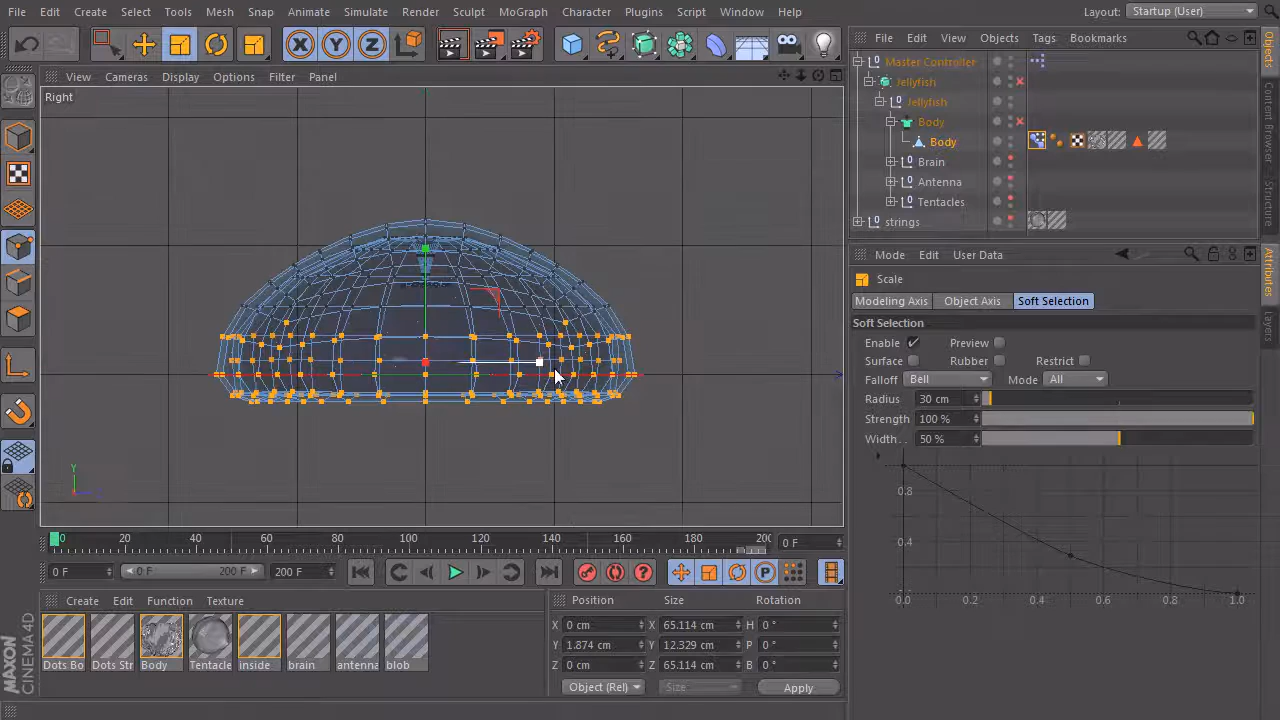 File Edit Create Select Tools Mesh Snap Animate Simulate Render Sculpt MoGraph Character Plugins Script Window Help Layout: Startup (User)
File Edit View Objects Tags Bookmarks
View Cameras Display Options Filter Panel
Right
Master Controller
Jellyfish
Jellyfish
Body
Body
Brain
Antenna
Tentacles
strings
Objects
Content Browser
Structure
Attributes
Layers
Mode Edit User Data
Scale
Modeling Axis Object Axis Soft Selection
Soft Selection
Enable Preview
Surface Rubber Restrict
Falloff Bell Mode All
Radius 30 cm
Strength 100 %
Width . . 50 %
0.8
0.4
0.0 0.2 0.4 0.6 0.8 1.0
Y
0 20 40 60 80 100 120 140 160 180 200 0 F
0 F 0 F 200 F 200 F
Create Edit Function Texture
Dots Bo Dots Str Body Tentacle inside brain antenna blob
Position Size Rotation
X 0 cm X 65.114 cm H 0 °
Y 1.874 cm Y 12.329 cm P 0 °
Z 0 cm Z 65.114 cm B 0 °
Object (Rel) Size Apply
MAXON
CINEMA 4D